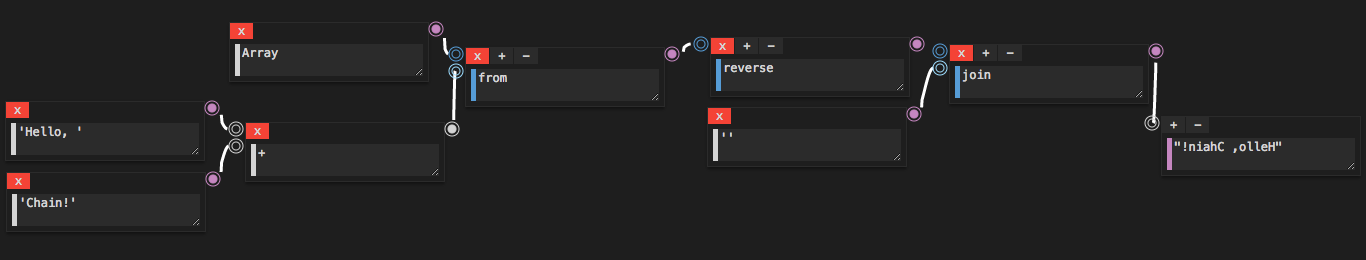 x
Array
x + −
from
x + −
reverse
x + −
join
x
'Hello, '
x
+
x
''
+ −
"!niahC ,olleH"
x
'Chain!'